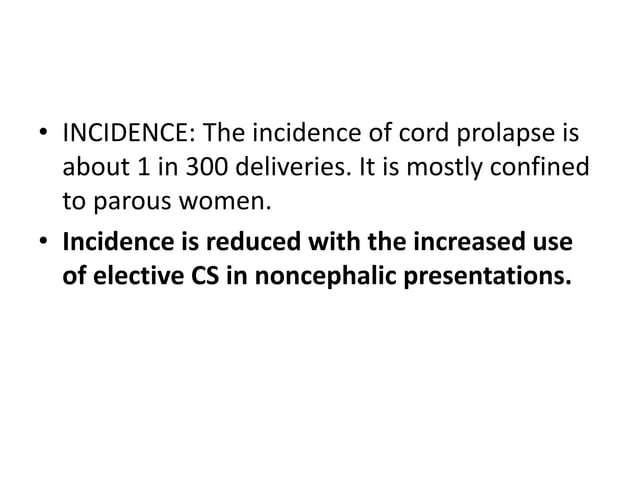 • INCIDENCE: The incidence of cord prolapse is
about 1 in 300 deliveries. It is mostly confined
to parous women.
• Incidence is reduced with the increased use
of elective CS in noncephalic presentations.